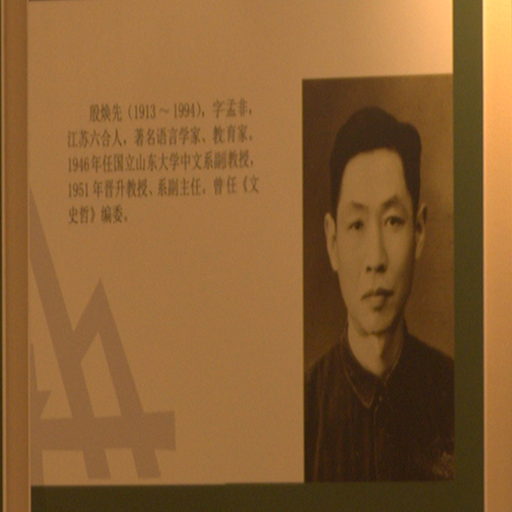 殷焕先（1913～1994），字孟非，
江苏六合人，著名语言学家、教育家。
1946年任国立山东大学中文系副教授，
1951年晋升教授、系副主任。曾任《文
史哲》编委。